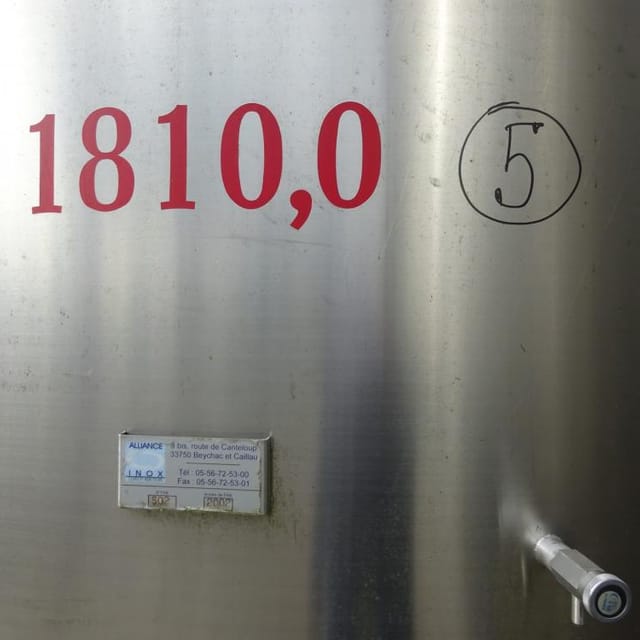 1810,0
5
ALLIANCE
INOX
8 bis, route de Canteloup
33750 Beychac et Caillau
Tél : 05-56-72-53-00
Fax : 05-56-72-53-01